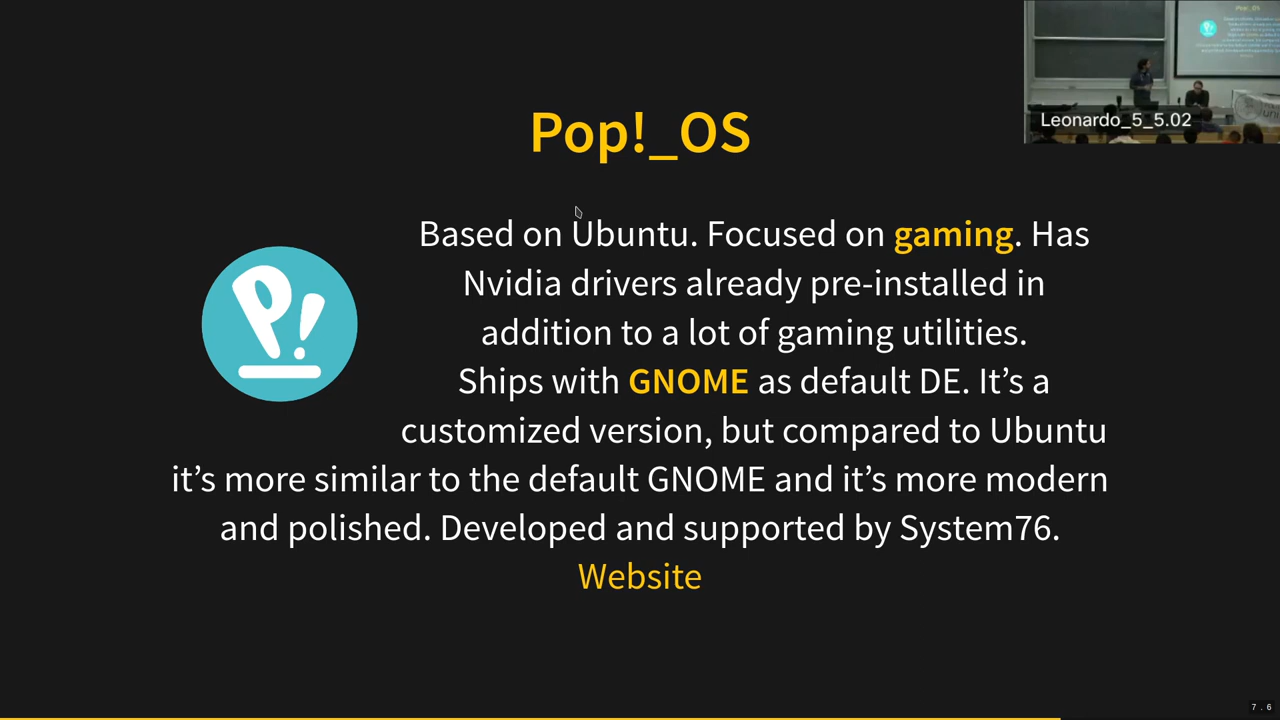 Pop!_OS
Leonardo_5_5.02
Based on Ubuntu. Focused on gaming. Has
Nvidia drivers already pre-installed in
addition to a lot of gaming utilities.
Ships with GNOME as default DE. It’s a
customized version, but compared to Ubuntu
it’s more similar to the default GNOME and it’s more modern
and polished. Developed and supported by System76.
Website
7.6